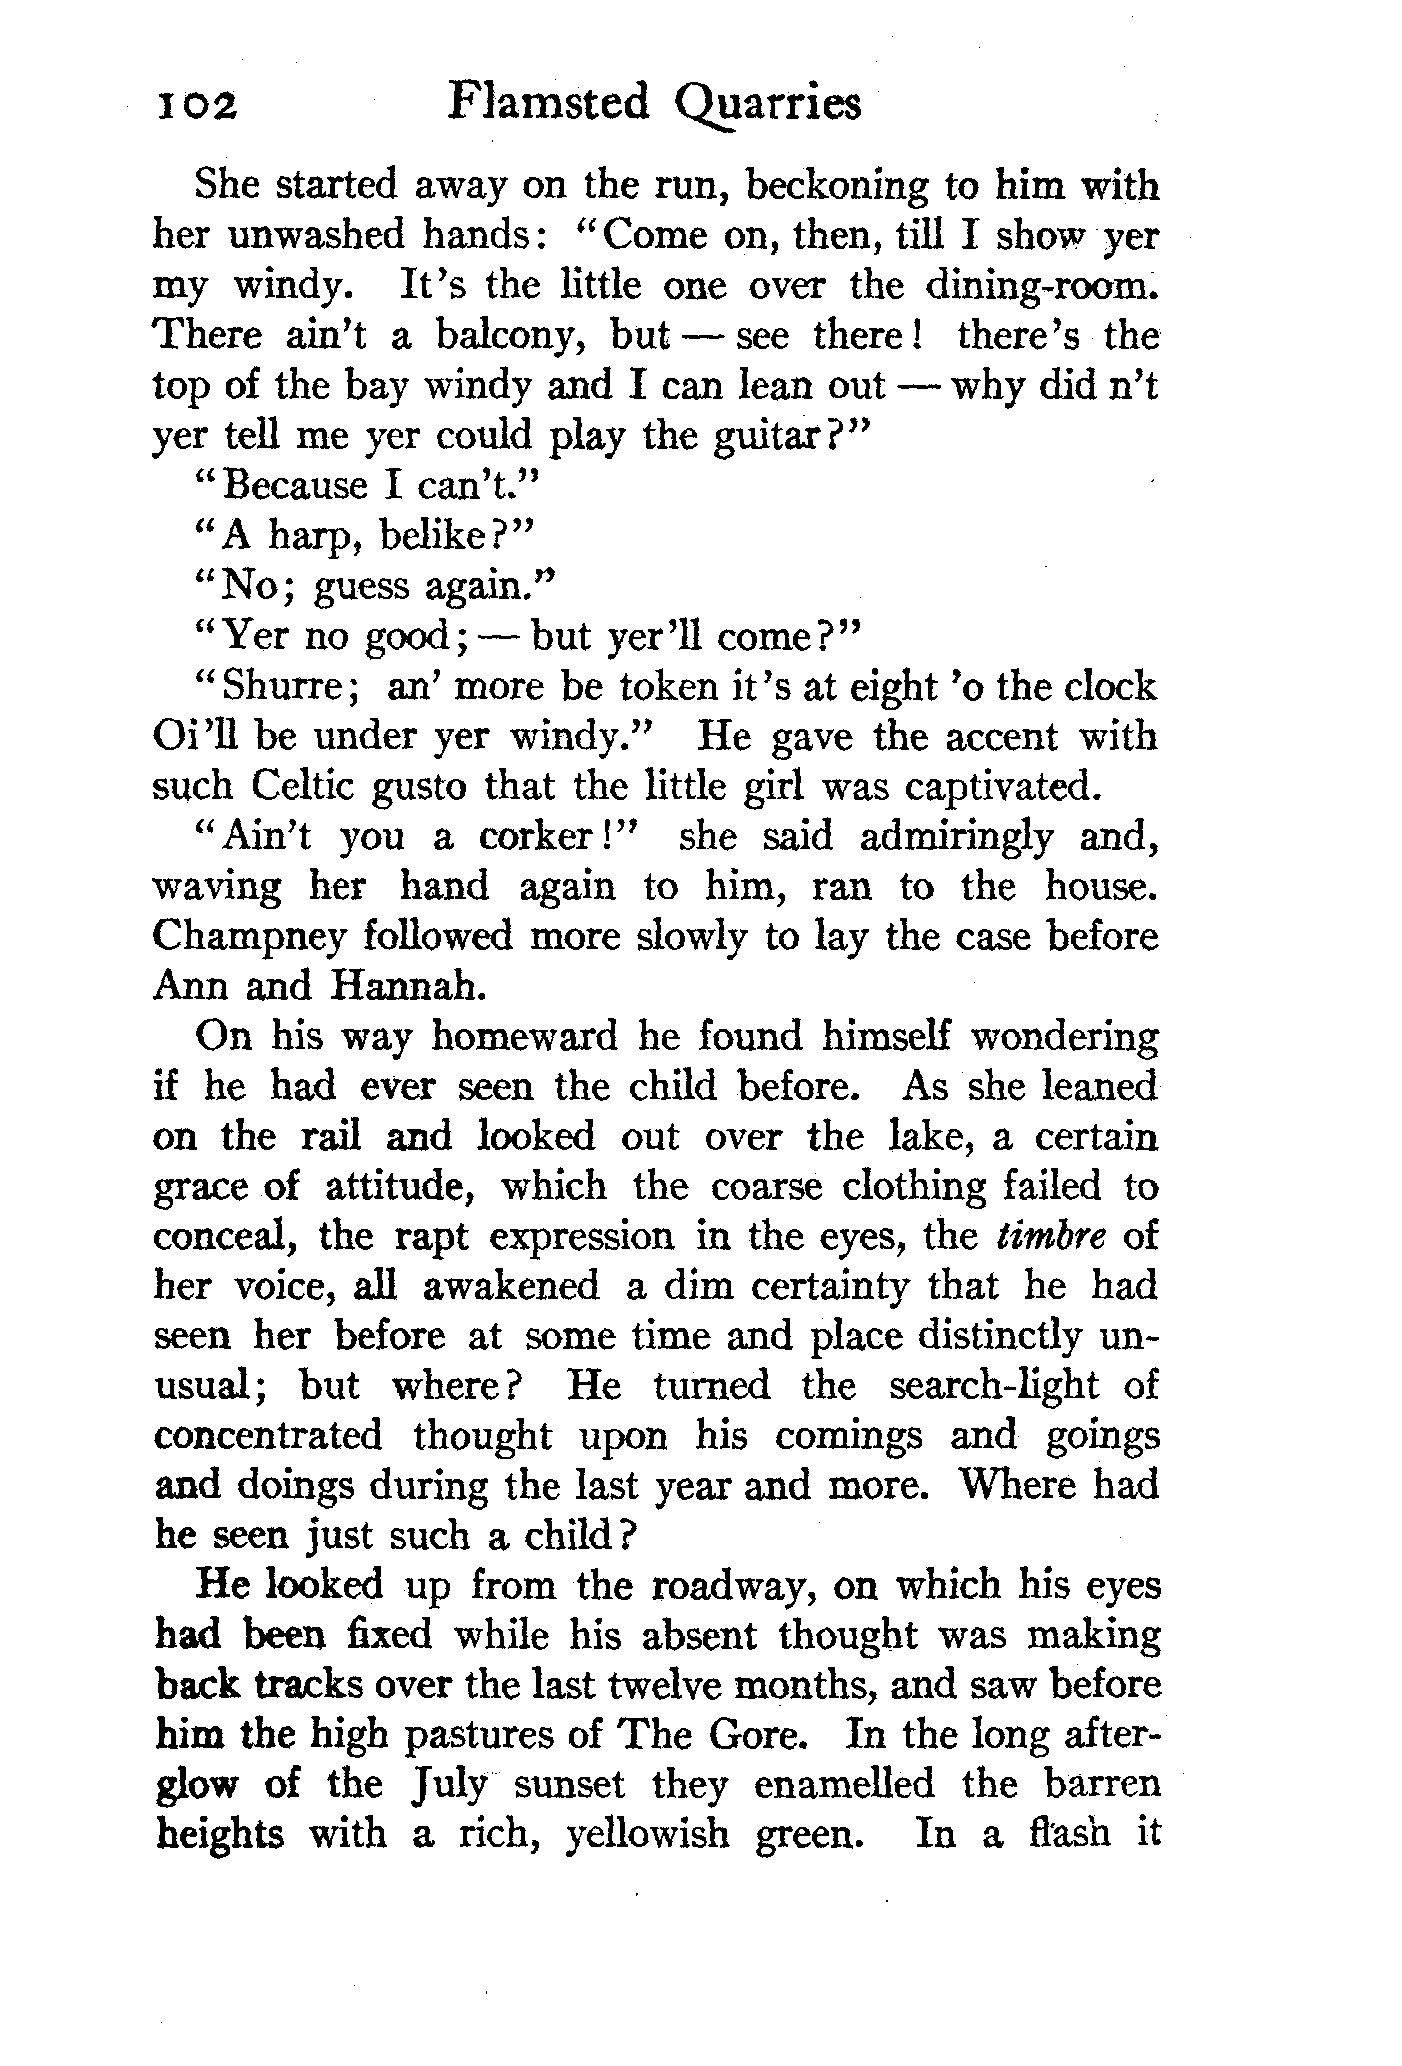 102 Flamsted Quarries
She started away on the run, beckoning to him with
her unwashed hands: "Come on, then, till I show yer
my windy. It's the little one over the dining-room.
There ain't a balcony, but — see there! there's the
top of the bay windy and I can lean out — why did n't
yer tell me yer could play the guitar?"
"Because I can't."
"A harp, belike?"
"No; guess again."
"Yer no good; — but yer'll come?"
"Shurre; an' more be token it's at eight 'o the clock
Oi'll be under yer windy." He gave the accent with
such Celtic gusto that the little girl was captivated.
"Ain't you a corker!" she said admiringly and,
waving her hand again to him, ran to the house.
Champney followed more slowly to lay the case before
Ann and Hannah.
On his way homeward he found himself wondering
if he had ever seen the child before. As she leaned
on the rail and looked out over the lake, a certain
grace of attitude, which the coarse clothing failed to
conceal, the rapt expression in the eyes, the timbre of
her voice, all awakened a dim certainty that he had
seen her before at some time and place distinctly un-
usual; but where? He turned the search-light of
concentrated thought upon his comings and goings
and doings during the last year and more. Where had
he seen just such a child?
He looked up from the roadway, on which his eyes
had been fixed while his absent thought was making
back tracks over the last twelve months, and saw before
him the high pastures of The Gore. In the long after-
glow of the July sunset they enamelled the barren
heights with a rich, yellowish green. In a flash it